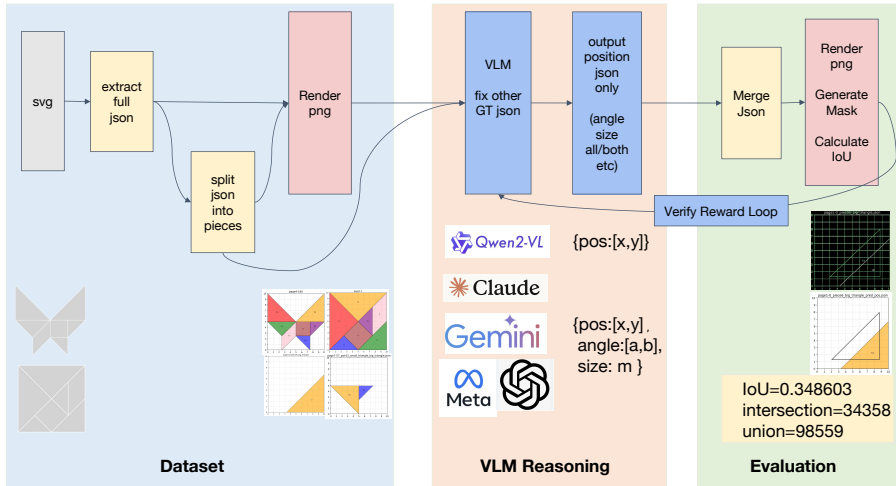 svg
extract
full
json
split
json
into
pieces
Render
png
Dataset
VLM
fix other
GT json
output
position
json
only
(angle
size
all/both
etc)
Verify Reward Loop
Qwen2-VL
{pos:[x,y]}
Claude
Gemini
{pos:[x,y] ,
angle:[a,b],
size: m }
Meta
VLM Reasoning
Merge
Json
Render
png
Generate
Mask
Calculate
IoU
IoU=0.348603
intersection=34358
union=98559
Evaluation